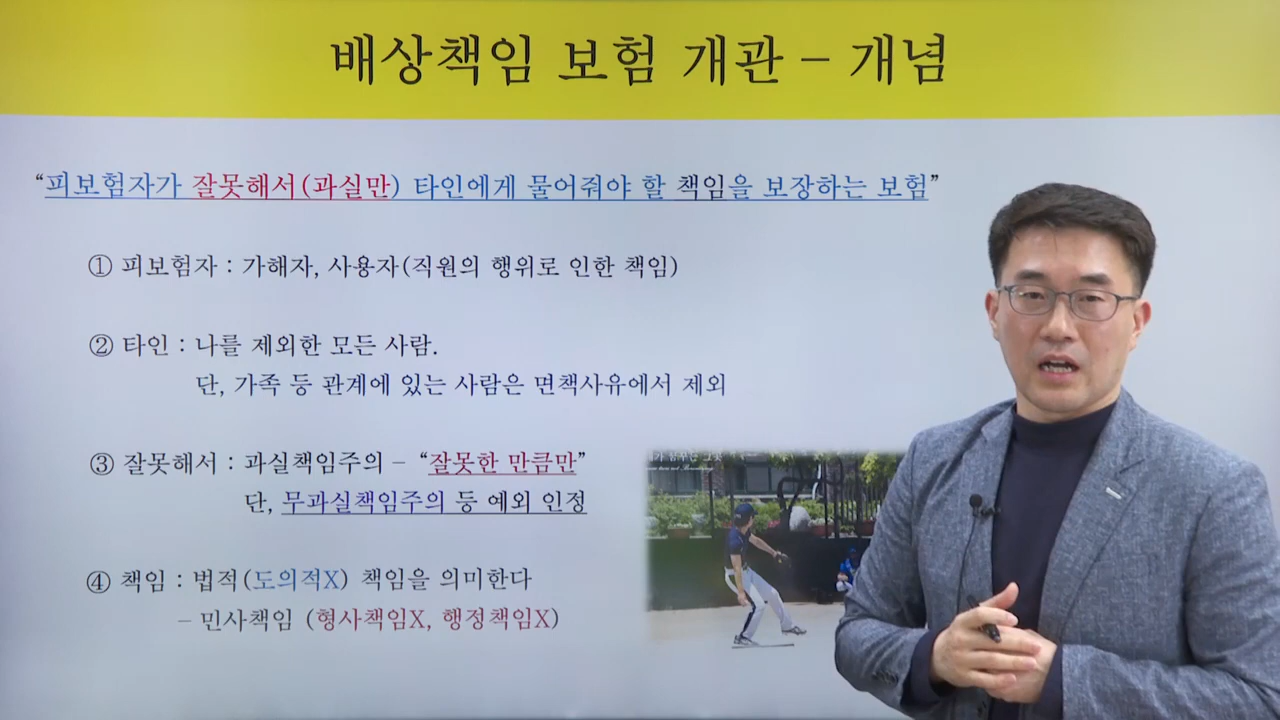 배상책임 보험 개관 – 개념
“피보험자가 잘못해서(과실만) 타인에게 물어줘야 할 책임을 보장하는 보험”
① 피보험자 : 가해자, 사용자(직원의 행위로 인한 책임)
② 타인 : 나를 제외한 모든 사람.
단, 가족 등 관계에 있는 사람은 면책사유에서 제외
③ 잘못해서 : 과실책임주의 – “잘못한 만큼만”
단, 무과실책임주의 등 예외 인정
④ 책임 : 법적(도의적X) 책임을 의미한다
– 민사책임 (형사책임X, 행정책임X)